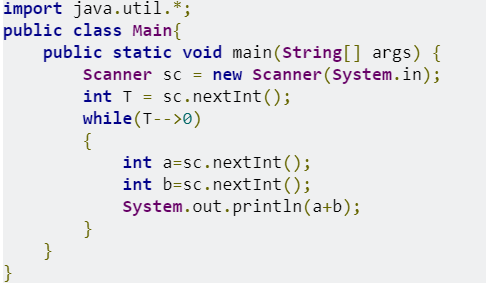 import java.util.*;
public class Main{
    public static void main(String[] args) {
        Scanner sc = new Scanner(System.in);
        int T = sc.nextInt();
        while(T-->0)
        {
            int a=sc.nextInt();
            int b=sc.nextInt();
            System.out.println(a+b);
        }
    }
}